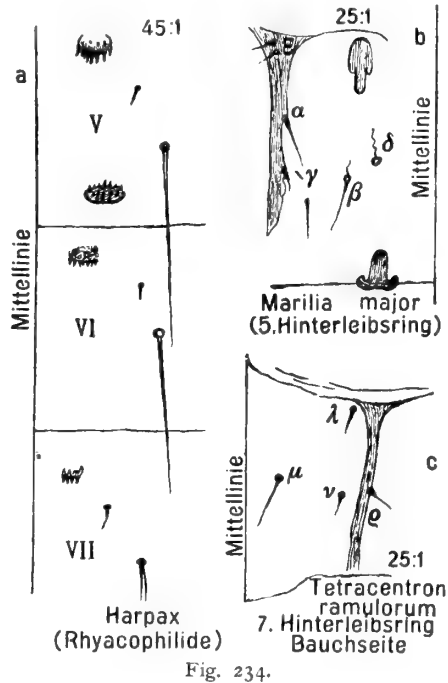 45:1
a
V
VI
VII
Mittellinie
Harpax
(Rhyacophilide)
25:1
b
α
γ
δ
β
Mittellinie
Marilia major
(5.Hinterleibsring)
λ
c
μ
ν
ϱ
Mittellinie
25:1
Tetracentron
ramulorum
7. Hinterleibsring
Bauchseite
Fig. 234.